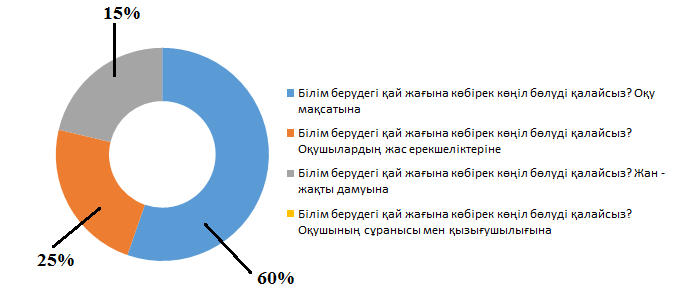 15%
25%
60%
Білім берудегі қай жағына көбірек көңіл бөлуді қалайсыз? Оқу
мақсатына
Білім берудегі қай жағына көбірек көңіл бөлуді қалайсыз?
Оқушылардың жас ерекшеліктеріне
Білім берудегі қай жағына көбірек көңіл бөлуді қалайсыз? Жан -
жақты дамуына
Білім берудегі қай жағына көбірек көңіл бөлуді қалайсыз?
Оқушының сұранысы мен қызығушылығына